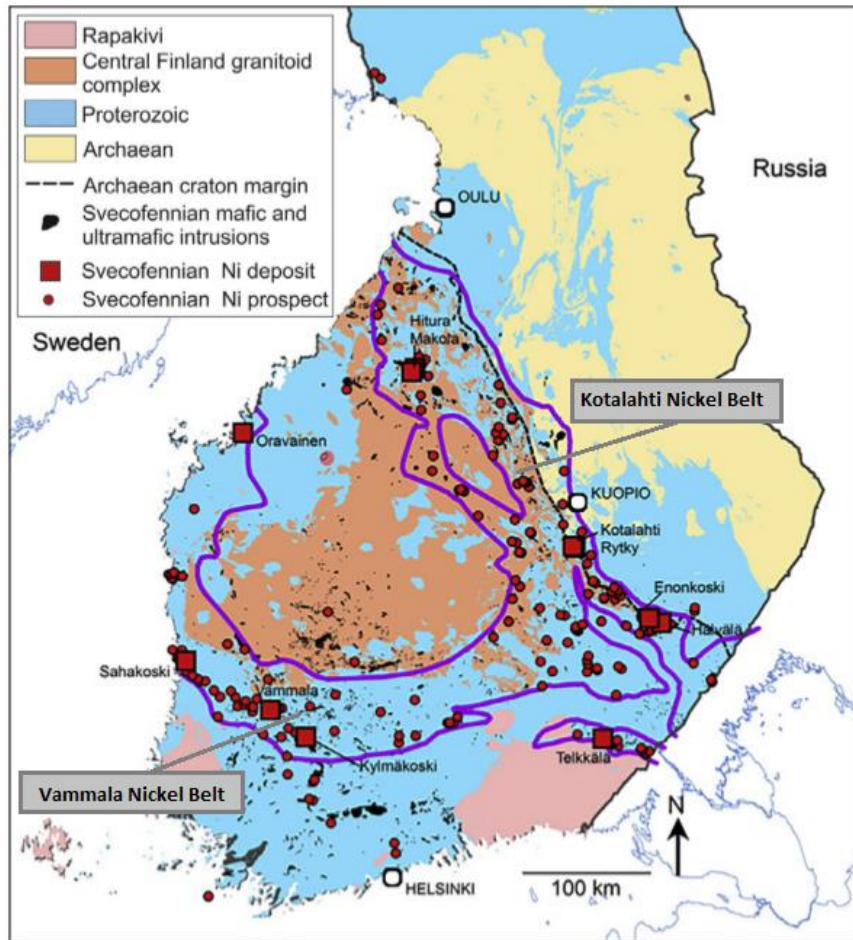 Rapakivi
Central Finland granitoid
complex
Proterozoic
Archaean
Archaean craton margin
Svecofennian mafic and
ultramafic intrusions
Svecofennian Ni deposit
Svecofennian Ni prospect
Russia
OULU
Sweden
Hitura
Makola
Kotalahti Nickel Belt
Oravainen
KUOPIO
Kotalahti
Rytky
Enonkoski
Hälvälä
Sahakoski
Vammala
Kylmäkoski
Telkkälä
Vammala Nickel Belt
N
HELSINKI
100 km